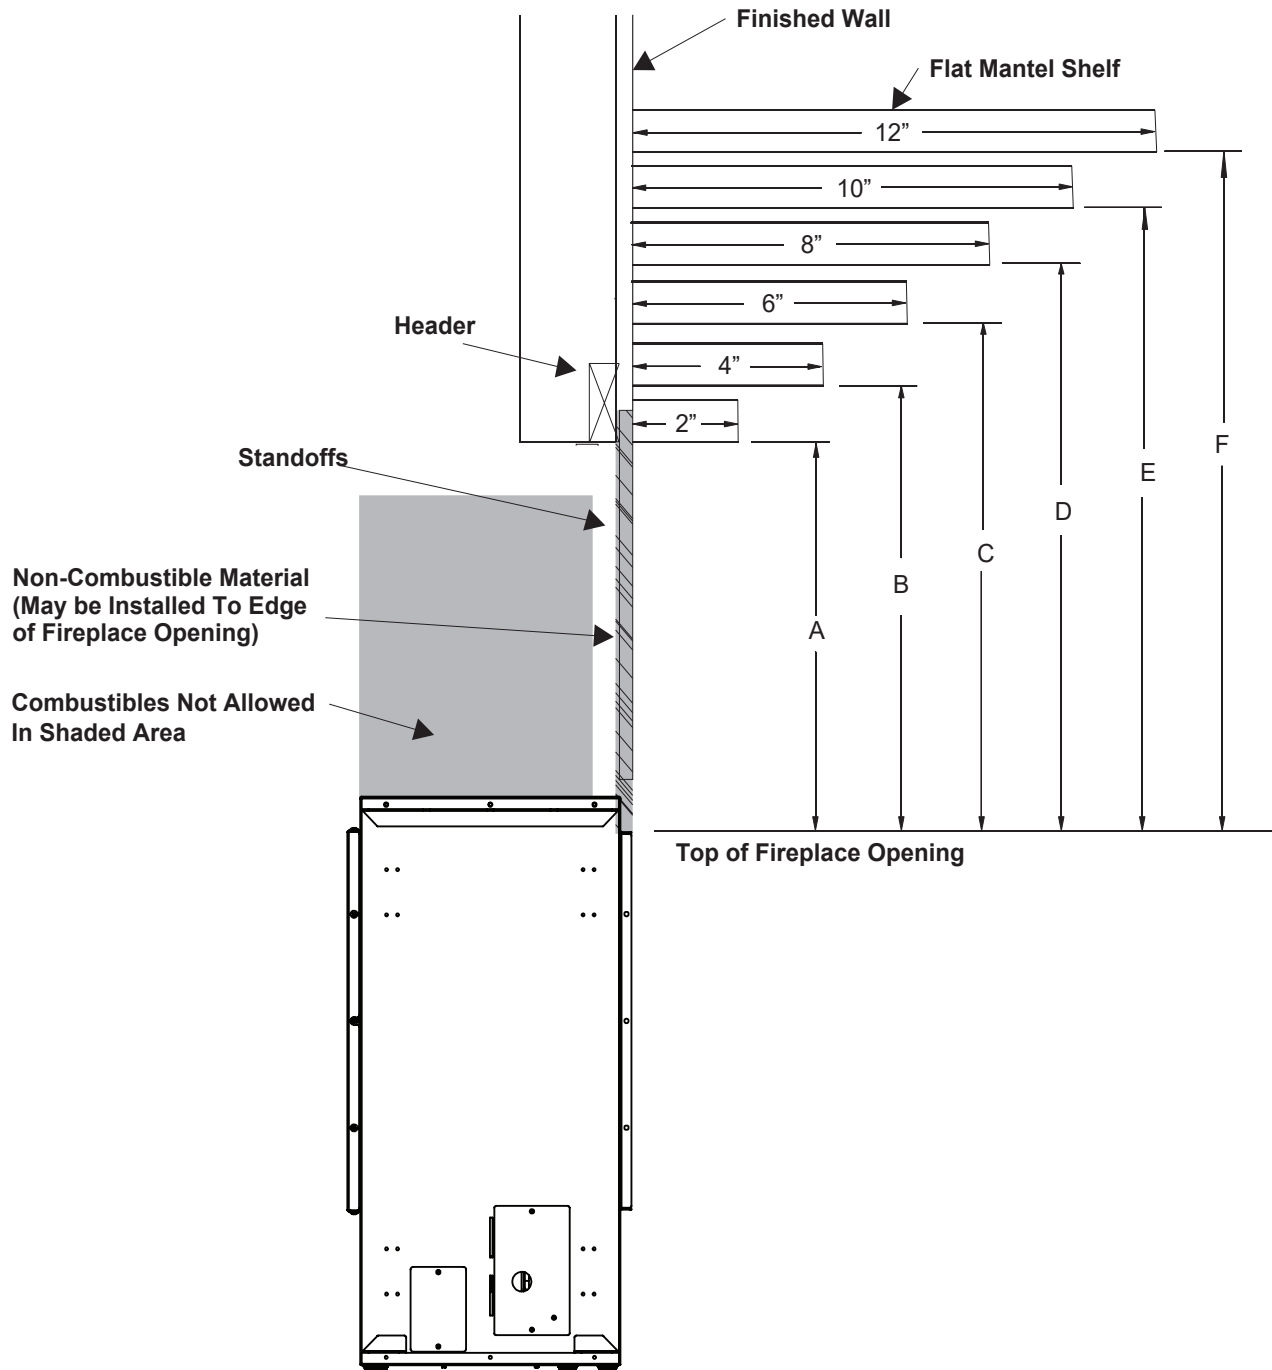 Finished Wall
Flat Mantel Shelf
12”
10”
8”
6”
Header
4”
2”
F
Standoffs
E
D
C
Non-Combustible Material
(May be Installed To Edge
of Fireplace Opening)
B
A
Combustibles Not Allowed
In Shaded Area
Top of Fireplace Opening